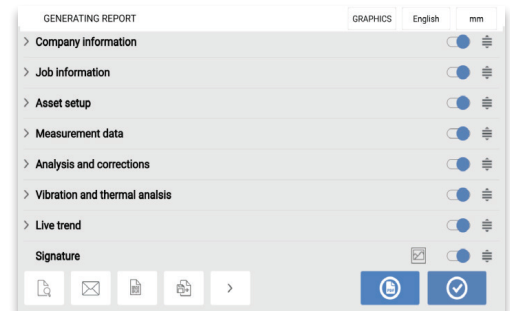 GENERATING REPORT GRAPHICS English mm
Company information
Job information
Asset setup
Measurement data
Analysis and corrections
Vibration and thermal analsis
Live trend
Signature